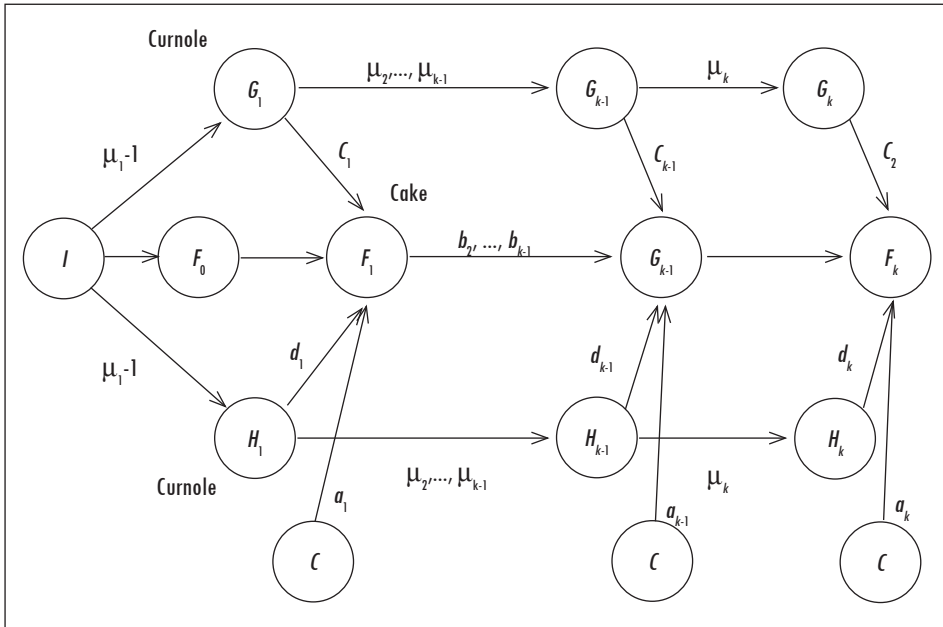 Curnole
G1
μ2,..., μk-1
Gk-1
μk
Gk
μ1-1
C1
Ck-1
C2
Cake
I
F0
F1
b2, ..., bk-1
Gk-1
Fk
μ1-1
d1
dk-1
dk
H1
Hk-1
Hk
Curnole
μ2,..., μk-1
μk
a1
ak-1
ak
C
C
C